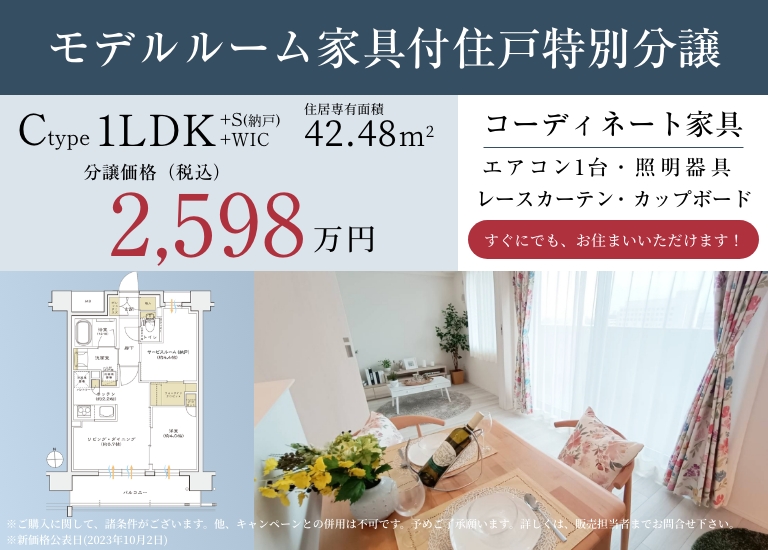 モデルルーム家具付住戸特別分譲
Ctype 1LDK +S(納戸) +WIC
住居専有面積
42.48m²
分譲価格（税込）
2,598万円
コーディネート家具
エアコン1台・照明器具
レースカーテン・カップボード
すぐにでも、お住まいいただけます！
トイレ
廊下
洗面室
サービスルーム(納戸)
キッチン
洋室
リビング・ダイニング
バルコニー
※ご購入に関して、諸条件がございます。他、キャンペーンとの併用は不可です。予めご了承願います。詳しくは、販売担当者までお問合せ下さい。
※新価格公表日(2023年10月2日)